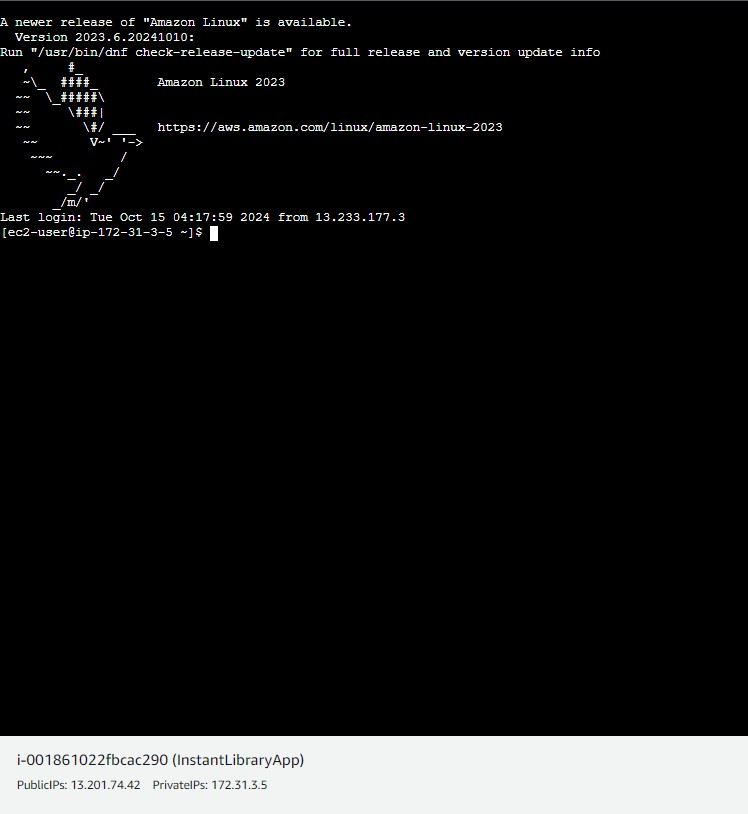 A newer release of "Amazon Linux" is available.
  Version 2023.6.20241010:
Run "/usr/bin/dnf check-release-update" for full release and version update info
   ,     #_
   ~\_  ####_        Amazon Linux 2023
  ~~  \_#####\
  ~~     \###|
  ~~       \#/ ___   https://aws.amazon.com/linux/amazon-linux-2023
   ~~       V~' '->
    ~~~         /
      ~~._.   _/
         _/ _/
       _/m/'
Last login: Tue Oct 15 04:17:59 2024 from 13.233.177.3
[ec2-user@ip-172-31-3-5 ~]$
i-001861022fbcac290 (InstantLibraryApp)
PublicIPs: 13.201.74.42    PrivateIPs: 172.31.3.5